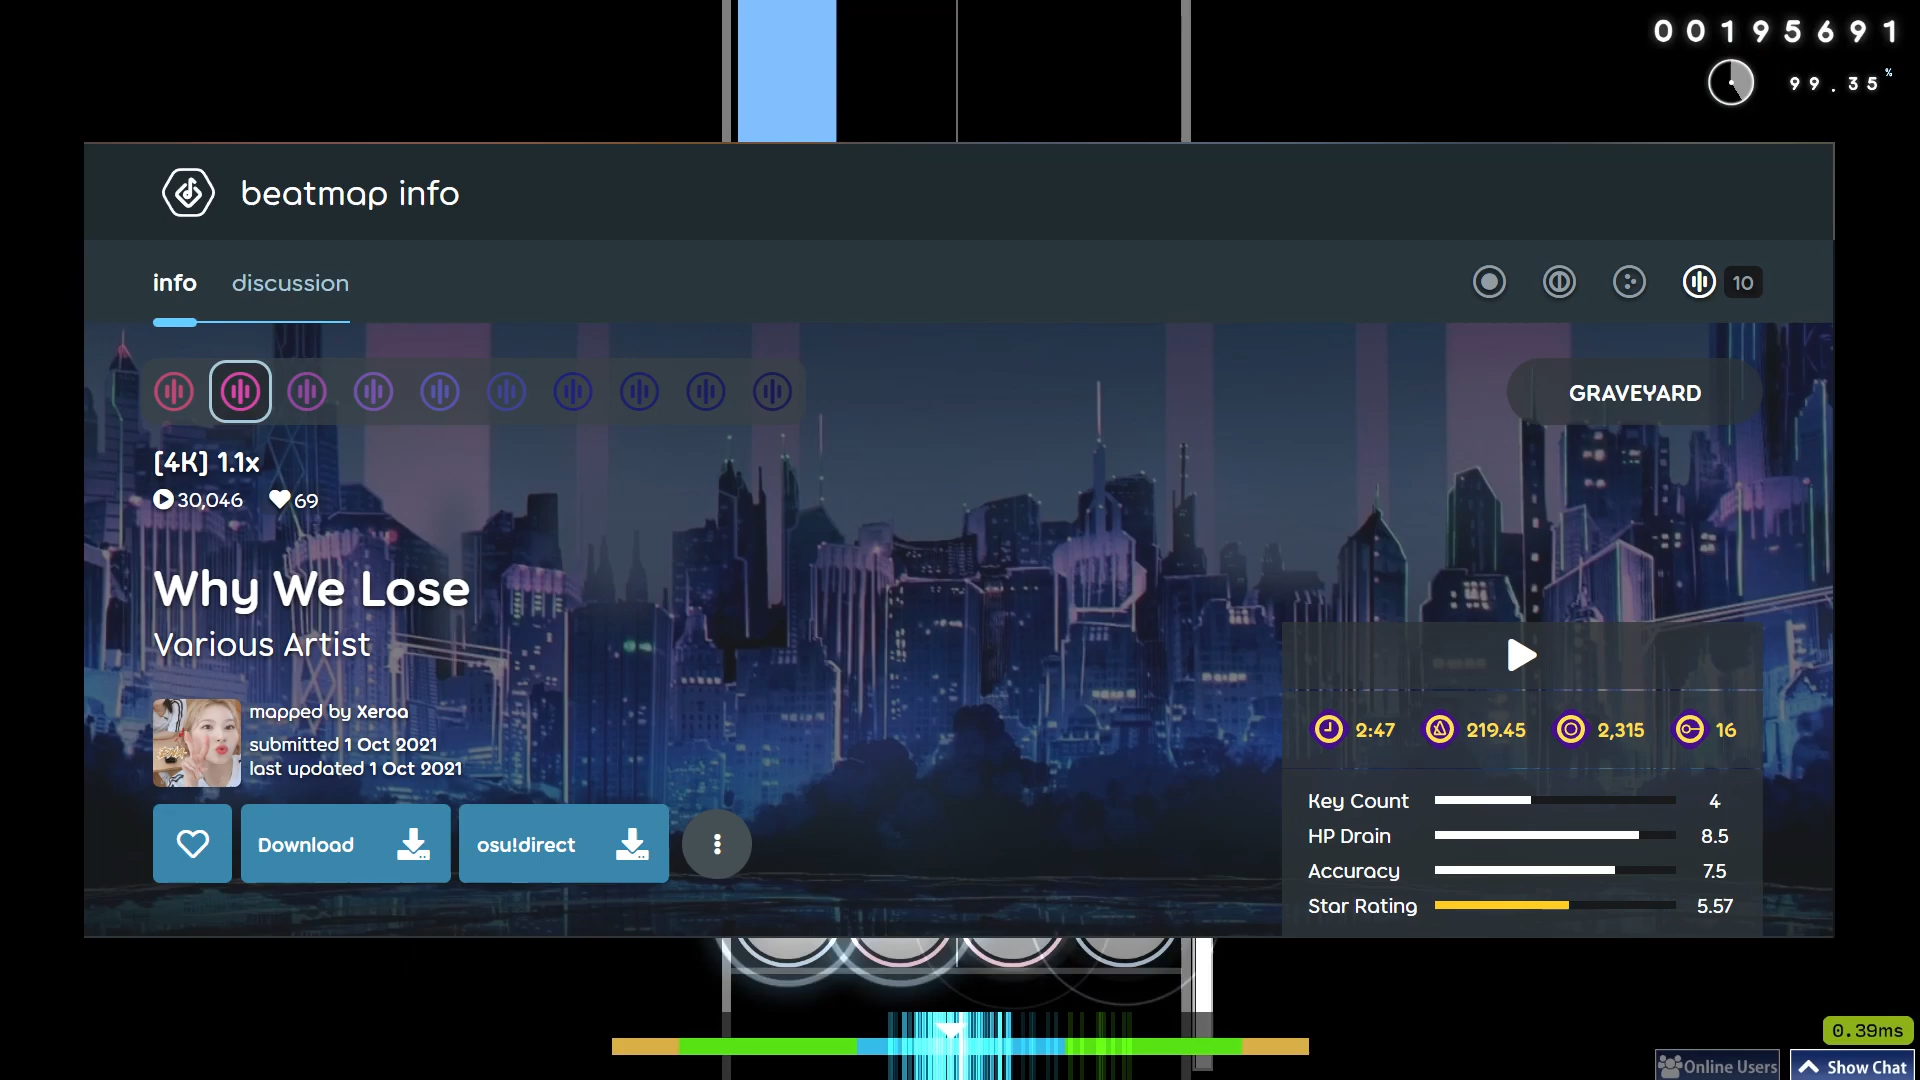 00195691
99.35%
beatmap info
info discussion
10
GRAVEYARD
[4K] 1.1x
30,046 69
Why We Lose
Various Artist
mapped by Xeroa
submitted 1 Oct 2021
last updated 1 Oct 2021
Download osu!direct
2:47 219.45 2,315 16
Key Count 4
HP Drain 8.5
Accuracy 7.5
Star Rating 5.57
0.39ms
Online Users Show Chat